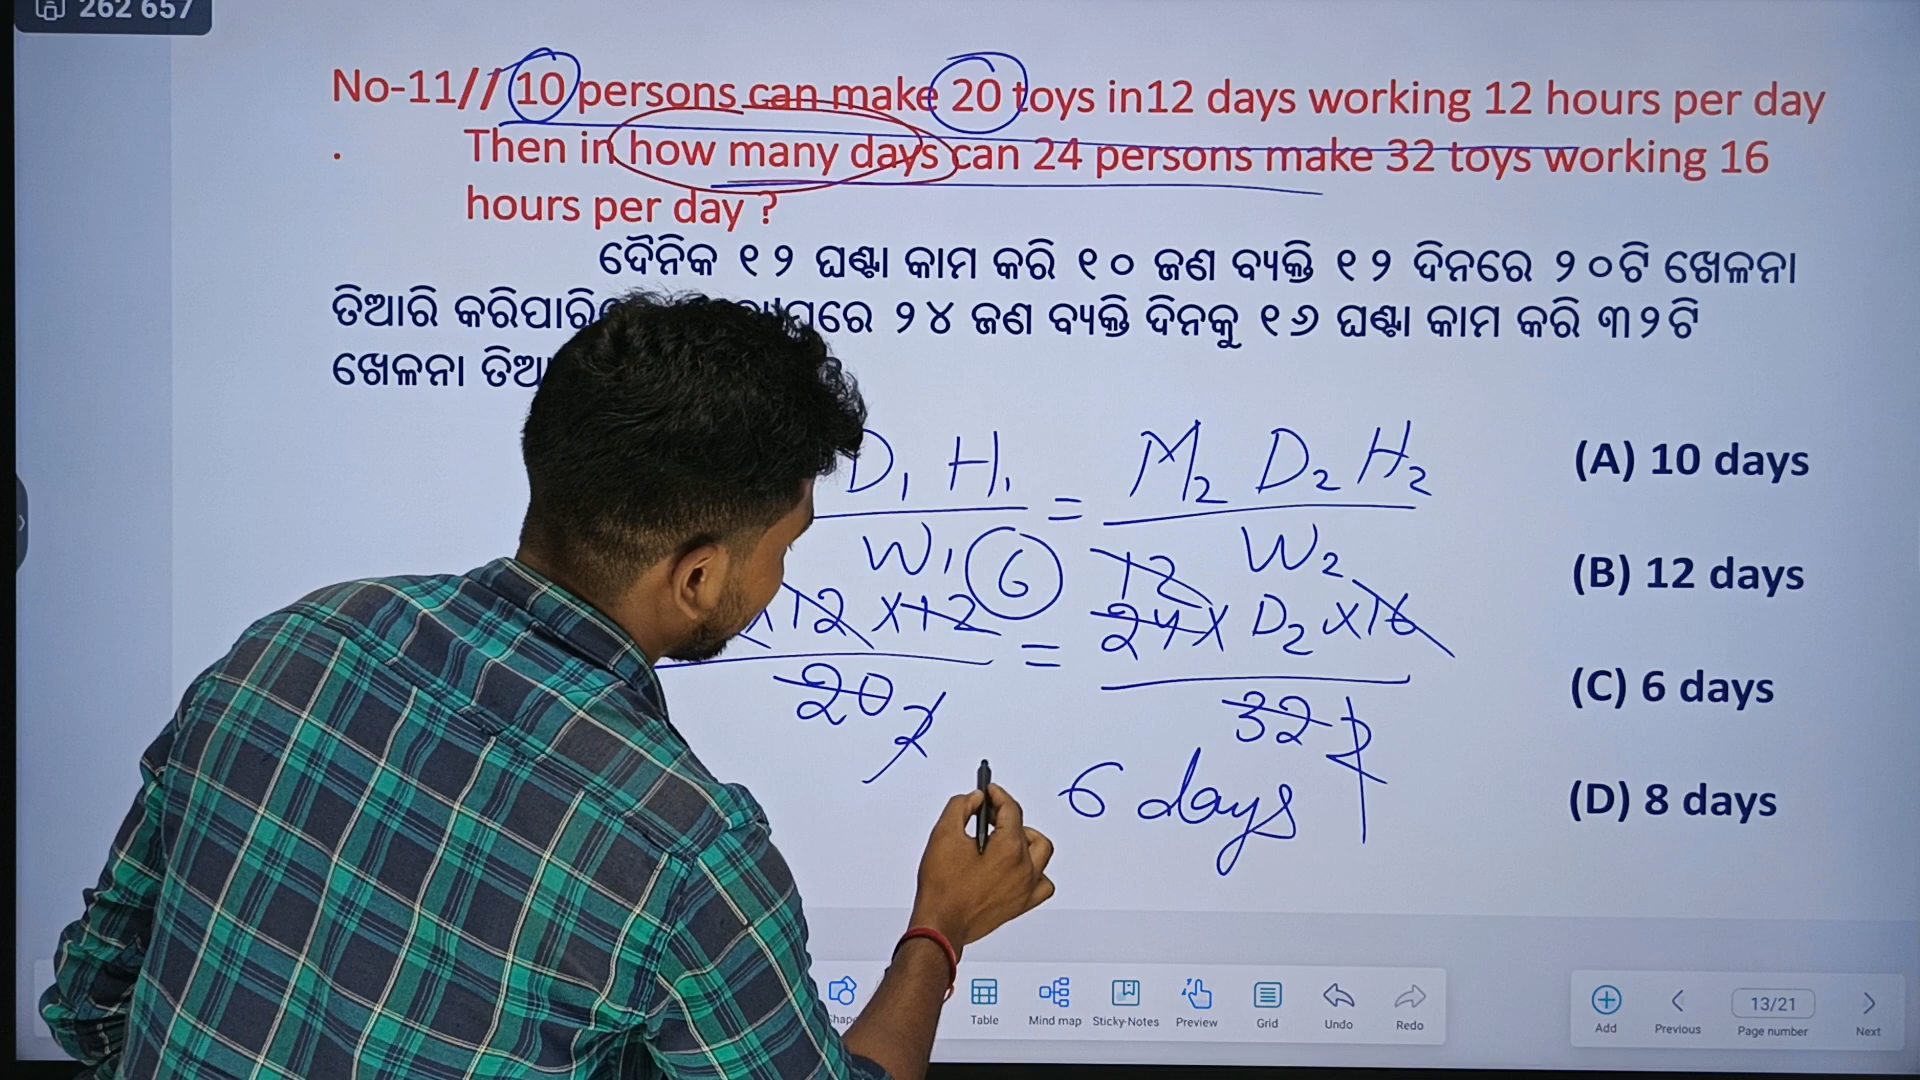 262 657
No-11// 10 persons can make 20 toys in12 days working 12 hours per day
. Then in how many days can 24 persons make 32 toys working 16
hours per day ?
ଦୈନିକ ୧୨ ଘଣ୍ଟା କାମ କରି ୧୦ ଜଣ ବ୍ୟକ୍ତି ୧୨ ଦିନରେ ୨୦ଟି ଖେଳନା
ତିଆରି କରିପାରି ରେ ୨୪ ଜଣ ବ୍ୟକ୍ତି ଦିନକୁ ୧୬ ଘଣ୍ଟା କାମ କରି ୩୨ଟି
ଖେଳନା ତିଆ
D₁ H₁ = M₂ D₂ H₂
W₁ W₂
6 12
x 12 x 12 = 24 x D₂ x 16
20 32
2 2
6 days
(A) 10 days
(B) 12 days
(C) 6 days
(D) 8 days
Shape Table Mind map Sticky-Notes Preview Grid Undo Redo
Add Previous 13/21 Page number Next